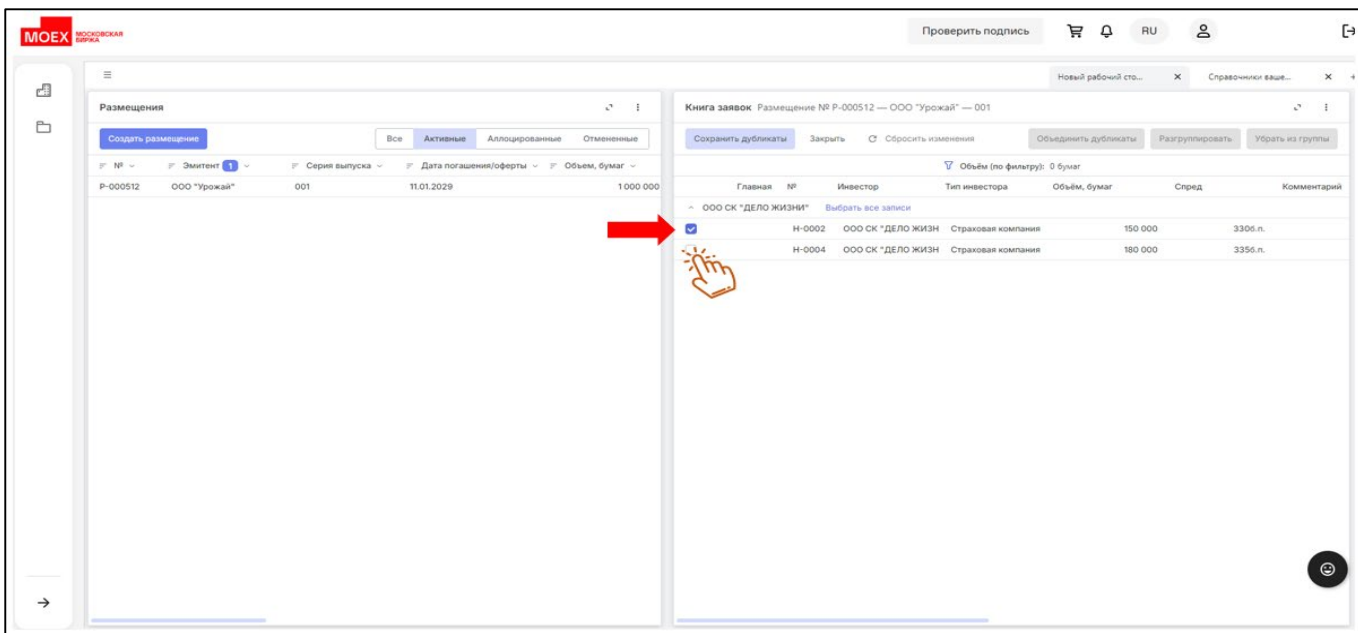 MOEX МОСКОВСКАЯ БИРЖА
Проверить подпись RU
Новый рабочий сто... Справочники ваше...
Размещения
Создать размещение Все Активные Аллоцированные Отмененные
№ Эмитент 1 Серия выпуска Дата погашения/оферты Объем, бумаг
P-000512 ООО "Урожай" 001 11.01.2029 1 000 000
Книга заявок Размещение № P-000512 — ООО "Урожай" — 001
Сохранить дубликаты Закрыть Сбросить изменения Объединить дубликаты Разгруппировать Убрать из группы
Объём (по фильтру): 0 бумаг
Главная № Инвестор Тип инвестора Объём, бумаг Спред Комментарий
ООО СК "ДЕЛО ЖИЗНИ" Выбрать все записи
Н-0002 ООО СК "ДЕЛО ЖИЗН Страховая компания 150 000 330б.п.
Н-0004 ООО СК "ДЕЛО ЖИЗН Страховая компания 180 000 335б.п.